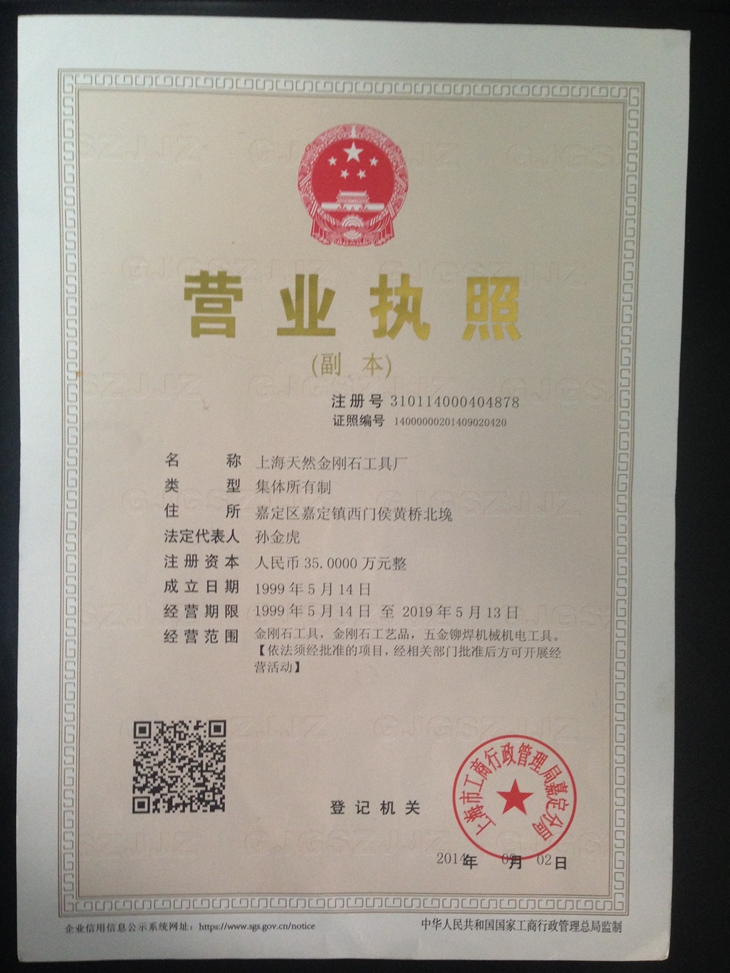 营业执照
(副 本)
注册号 310114000404878
证照编号 14000000201409020420
名 称 上海天然金刚石工具厂
类 型 集体所有制
住 所 嘉定区嘉定镇西门侯黄桥北堍
法定代表人 孙金虎
注册资本 人民币35.0000万元整
成立日期 1999年5月14日
经营期限 1999年5月14日 至 2019年5月13日
经营范围 金刚石工具，金刚石工艺品，五金铆焊机械机电工具。
【依法须经批准的项目，经相关部门批准后方可开展经
营活动】
上海市工商行政管理局嘉定分局
登记机关
2014年 09月 02日
企业信用信息公示系统网址：https://www.sgs.gov.cn/notice
中华人民共和国国家工商行政管理总局监制